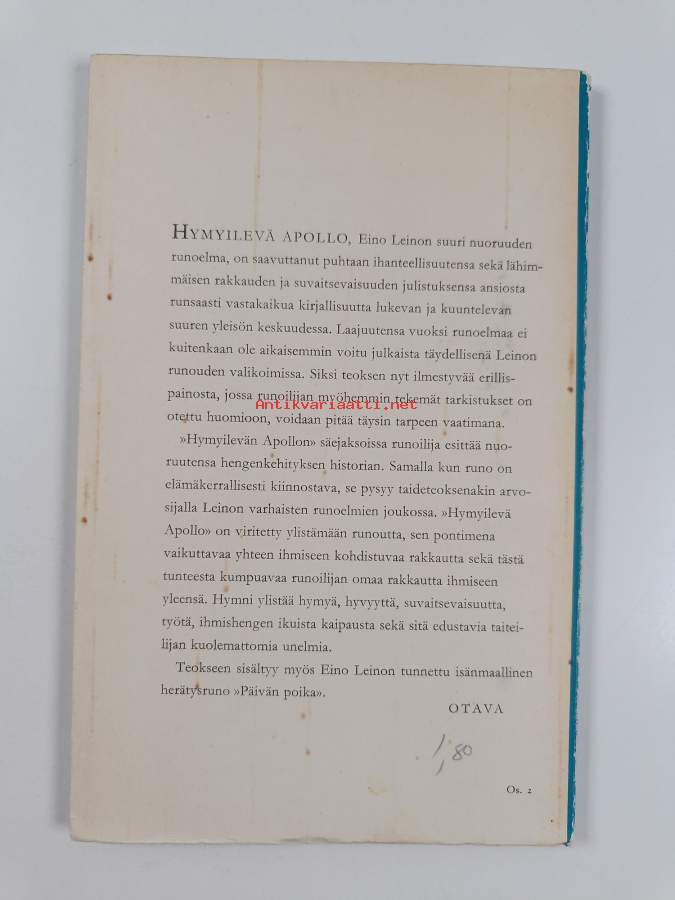 HYMYILEVÄ APOLLO, Eino Leinon suuri nuoruuden
runoelma, on saavuttanut puhtaan ihanteellisuutensa sekä lähim-
mäisen rakkauden ja suvaitsevaisuuden julistuksensa ansiosta
runsaasti vastakaikua kirjallisuutta lukevan ja kuuntelevan
suuren yleisön keskuudessa. Laajuutensa vuoksi runoelmaa ei
kuitenkaan ole aikaisemmin voitu julkaista täydellisenä Leinon
runouden valikoimissa. Siksi teoksen nyt ilmestyvää erillis-
painosta, jossa runoilijan myöhemmin tekemät tarkistukset on
Antikvariaatti.net
otettu huomioon, voidaan pitää täysin tarpeen vaatimana.
»Hymyilevän Apollon» säejaksoissa runoilija esittää nuo-
ruutensa hengenkehityksen historian. Samalla kun runo on
elämäkerrallisesti kiinnostava, se pysyy taideteoksenakin arvo-
sijalla Leinon varhaisten runoelmien joukossa. »Hymyilevä
Apollo» on viritetty ylistämään runoutta, sen pontimena
vaikuttavaa yhteen ihmiseen kohdistuvaa rakkautta sekä tästä
tunteesta kumpuavaa runoilijan omaa rakkautta ihmiseen
yleensä. Hymni ylistää hymyä, hyvyyttä, suvaitsevaisuutta,
työtä, ihmishengen ikuista kaipausta sekä sitä edustavia taitei-
lijan kuolemattomia unelmia.
Teokseen sisältyy myös Eino Leinon tunnettu isänmaallinen
herätysruno »Päivän poika».
OTAVA
1,80
Os. 2